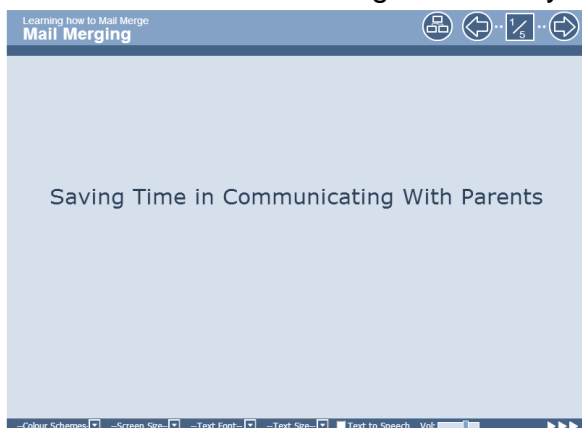 Learning how to Mail Merge
Mail Merging
1/5
Saving Time in Communicating With Parents
--Colour Schemes- --Screen Size-- --Text Font-- --Text Size-- Text to Speech Vol: